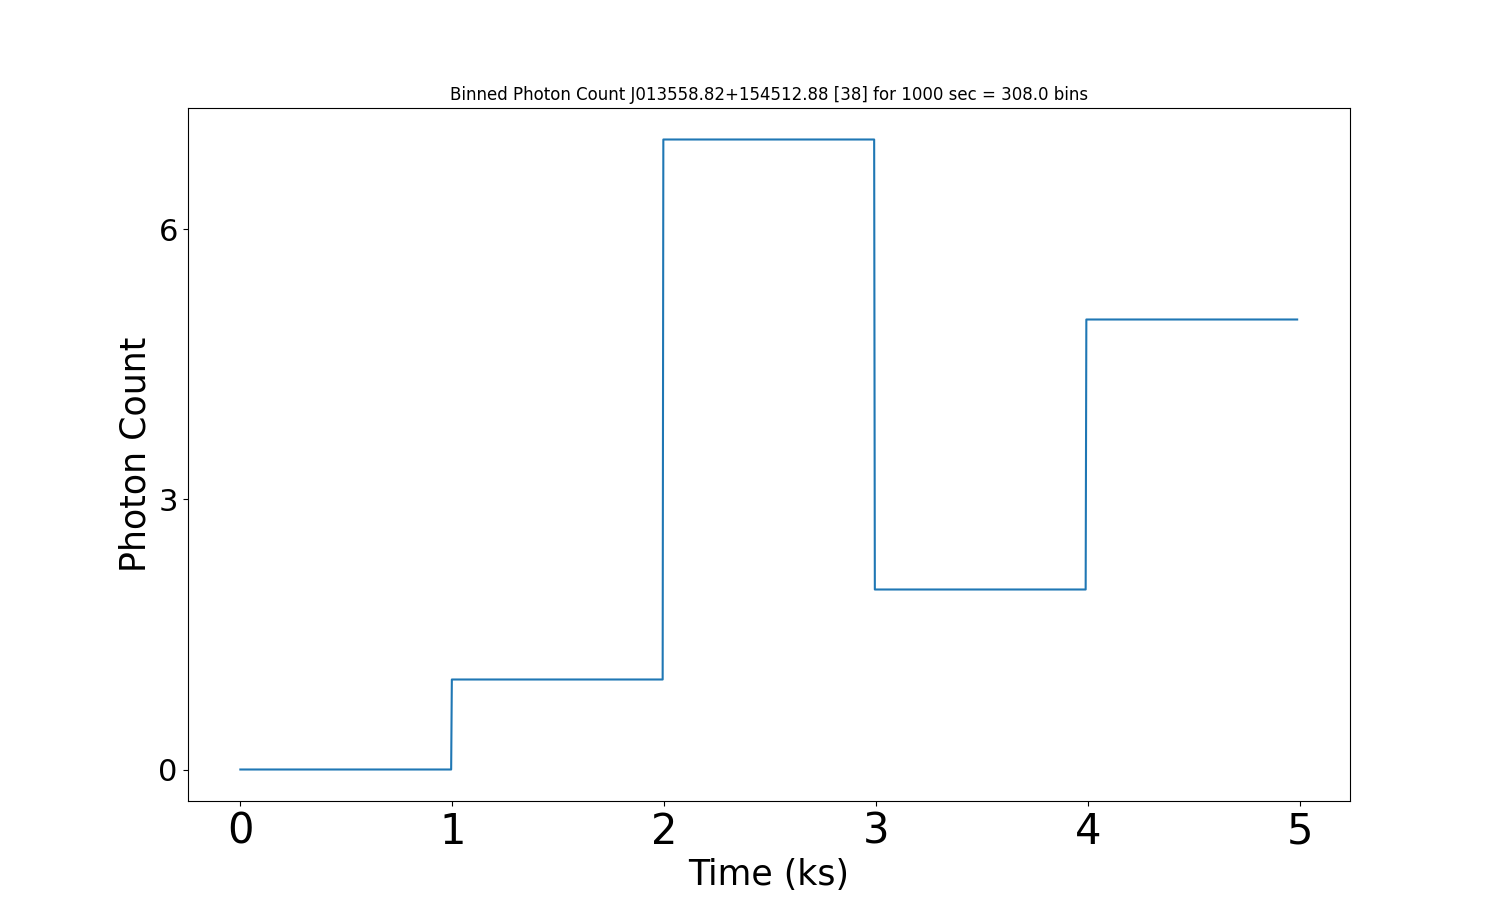 Binned Photon Count J013558.82+154512.88 [38] for 1000 sec = 308.0 bins
Photon Count
6
3
0
0 1 2 3 4 5
Time (ks)